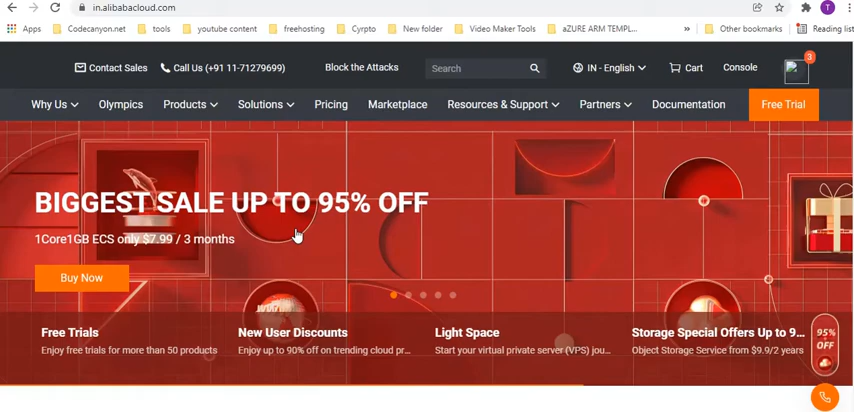 in.alibabacloud.com
T
Apps Codecanyon.net tools youtube content freehosting Cyrpto New folder Video Maker Tools aZURE ARM TEMPL... » Other bookmarks Reading list
Contact Sales Call Us (+91 11-71279699) Block the Attacks Search IN - English Cart Console 3
Why Us Olympics Products Solutions Pricing Marketplace Resources & Support Partners Documentation Free Trial
BIGGEST SALE UP TO 95% OFF
1Core1GB ECS only $7.99 / 3 months
Buy Now
Free Trials New User Discounts Light Space Storage Special Offers Up to 9...
Enjoy free trials for more than 50 products Enjoy up to 90% off on trending cloud pr... Start your virtual private server (VPS) jou... Object Storage Service from $9.9/2 years
95%
OFF